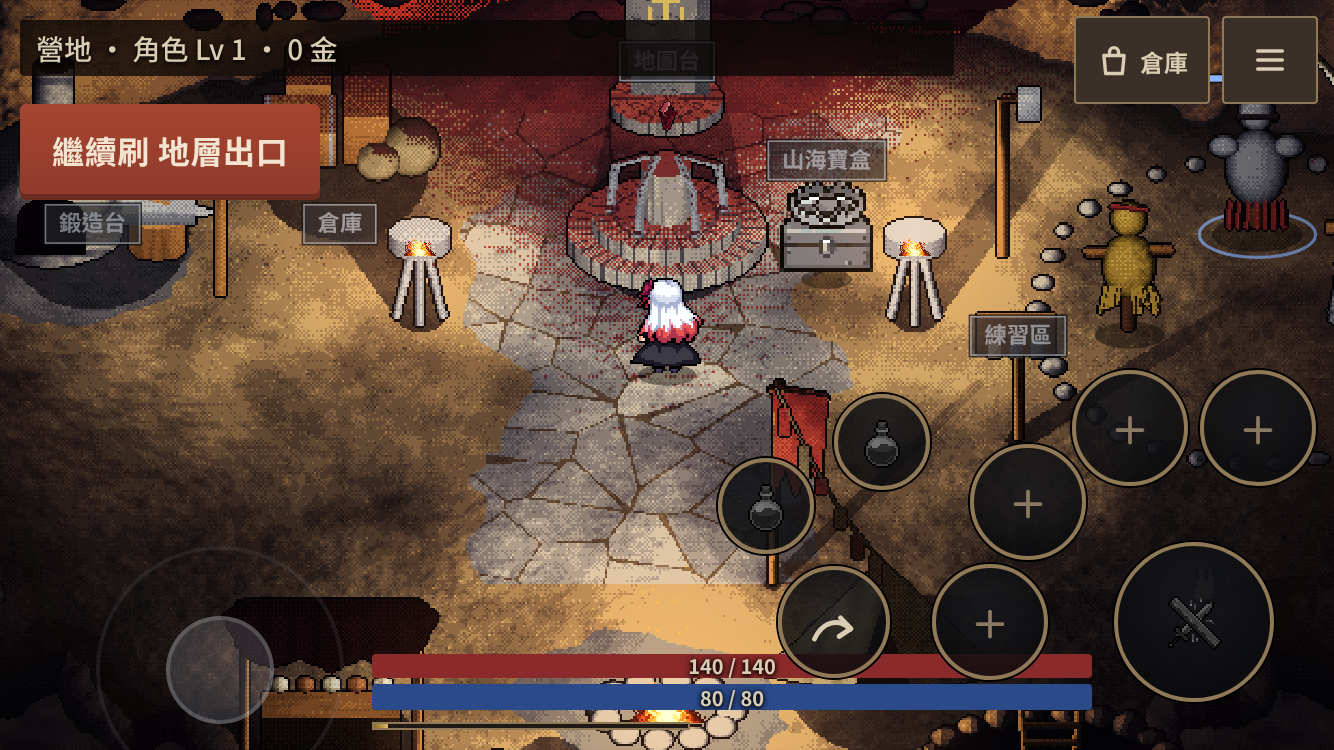 營地 · 角色 Lv 1 · 0 金
地圖台
倉庫
繼續刷 地層出口
山海寶盒
鍛造台
倉庫
練習區
140 / 140
80 / 80